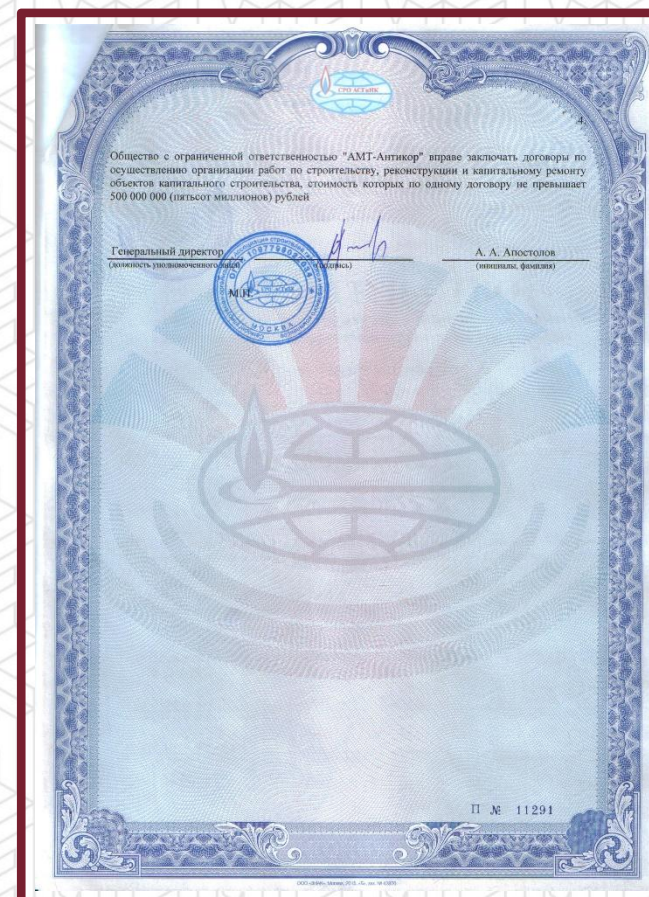 СРО АСГиНК
4.
Общество с ограниченной ответственностью "АМТ-Антикор" вправе заключать договоры по
осуществлению организации работ по строительству, реконструкции и капитальному ремонту
объектов капитального строительства, стоимость которых по одному договору не превышает
500 000 000 (пятьсот миллионов) рублей
Генеральный директор
А. А. Апостолов
(должность уполномоченного лица)
(подпись)
(инициалы, фамилия)
М.П.
МОСКВА
П № 11291